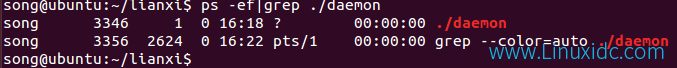 song@ubuntu:~/lianxi$ ps -ef|grep ./daemon
song 3346 1 0 16:18 ? 00:00:00 ./daemon
song 3356 2624 0 16:22 pts/1 00:00:00 grep --color=auto ./daemon
song@ubuntu:~/lianxi$
www.Linuxidc.com